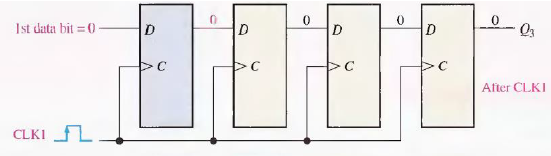 1st data bit = 0
D 0 D 0 D 0 D 0 Q3
C C C C
After CLK1
CLK1